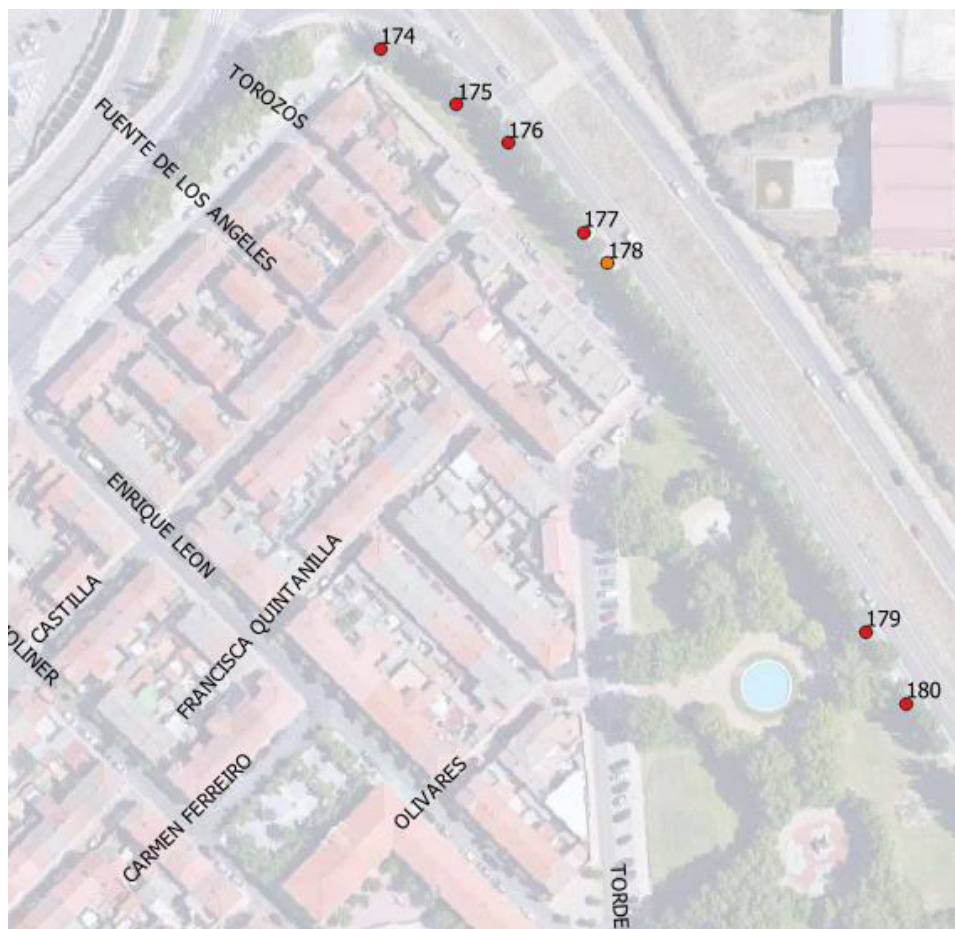 174
175
TOROZOS
176
FUENTE DE LOS ANGELES
177
178
ENRIQUE LEON
FRANCISCA QUINTANILLA
CASTILLA
OLINER
179
180
OLIVARES
CARMEN FERREIRO
TORDE